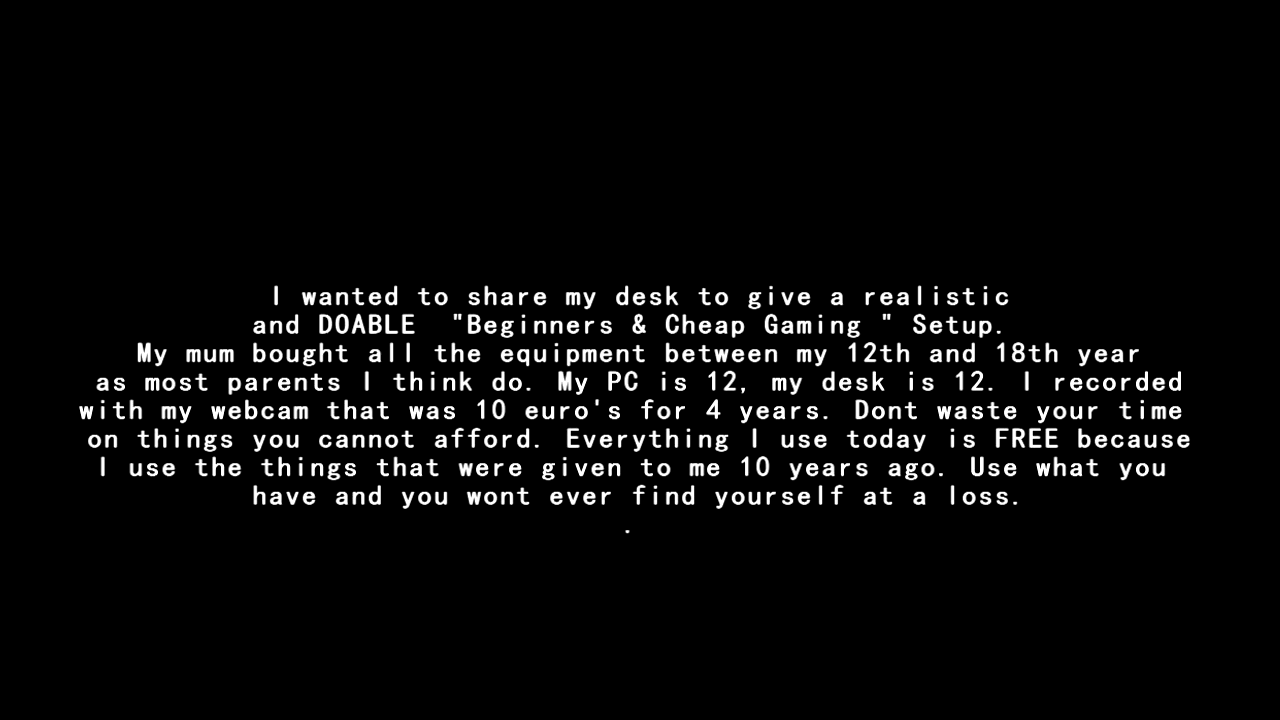 I wanted to share my desk to give a realistic
and DOABLE  "Beginners & Cheap Gaming " Setup.
My mum bought all the equipment between my 12th and 18th year
as most parents I think do. My PC is 12, my desk is 12. I recorded
with my webcam that was 10 euro's for 4 years. Dont waste your time
on things you cannot afford. Everything I use today is FREE because
I use the things that were given to me 10 years ago. Use what you
have and you wont ever find yourself at a loss.
.